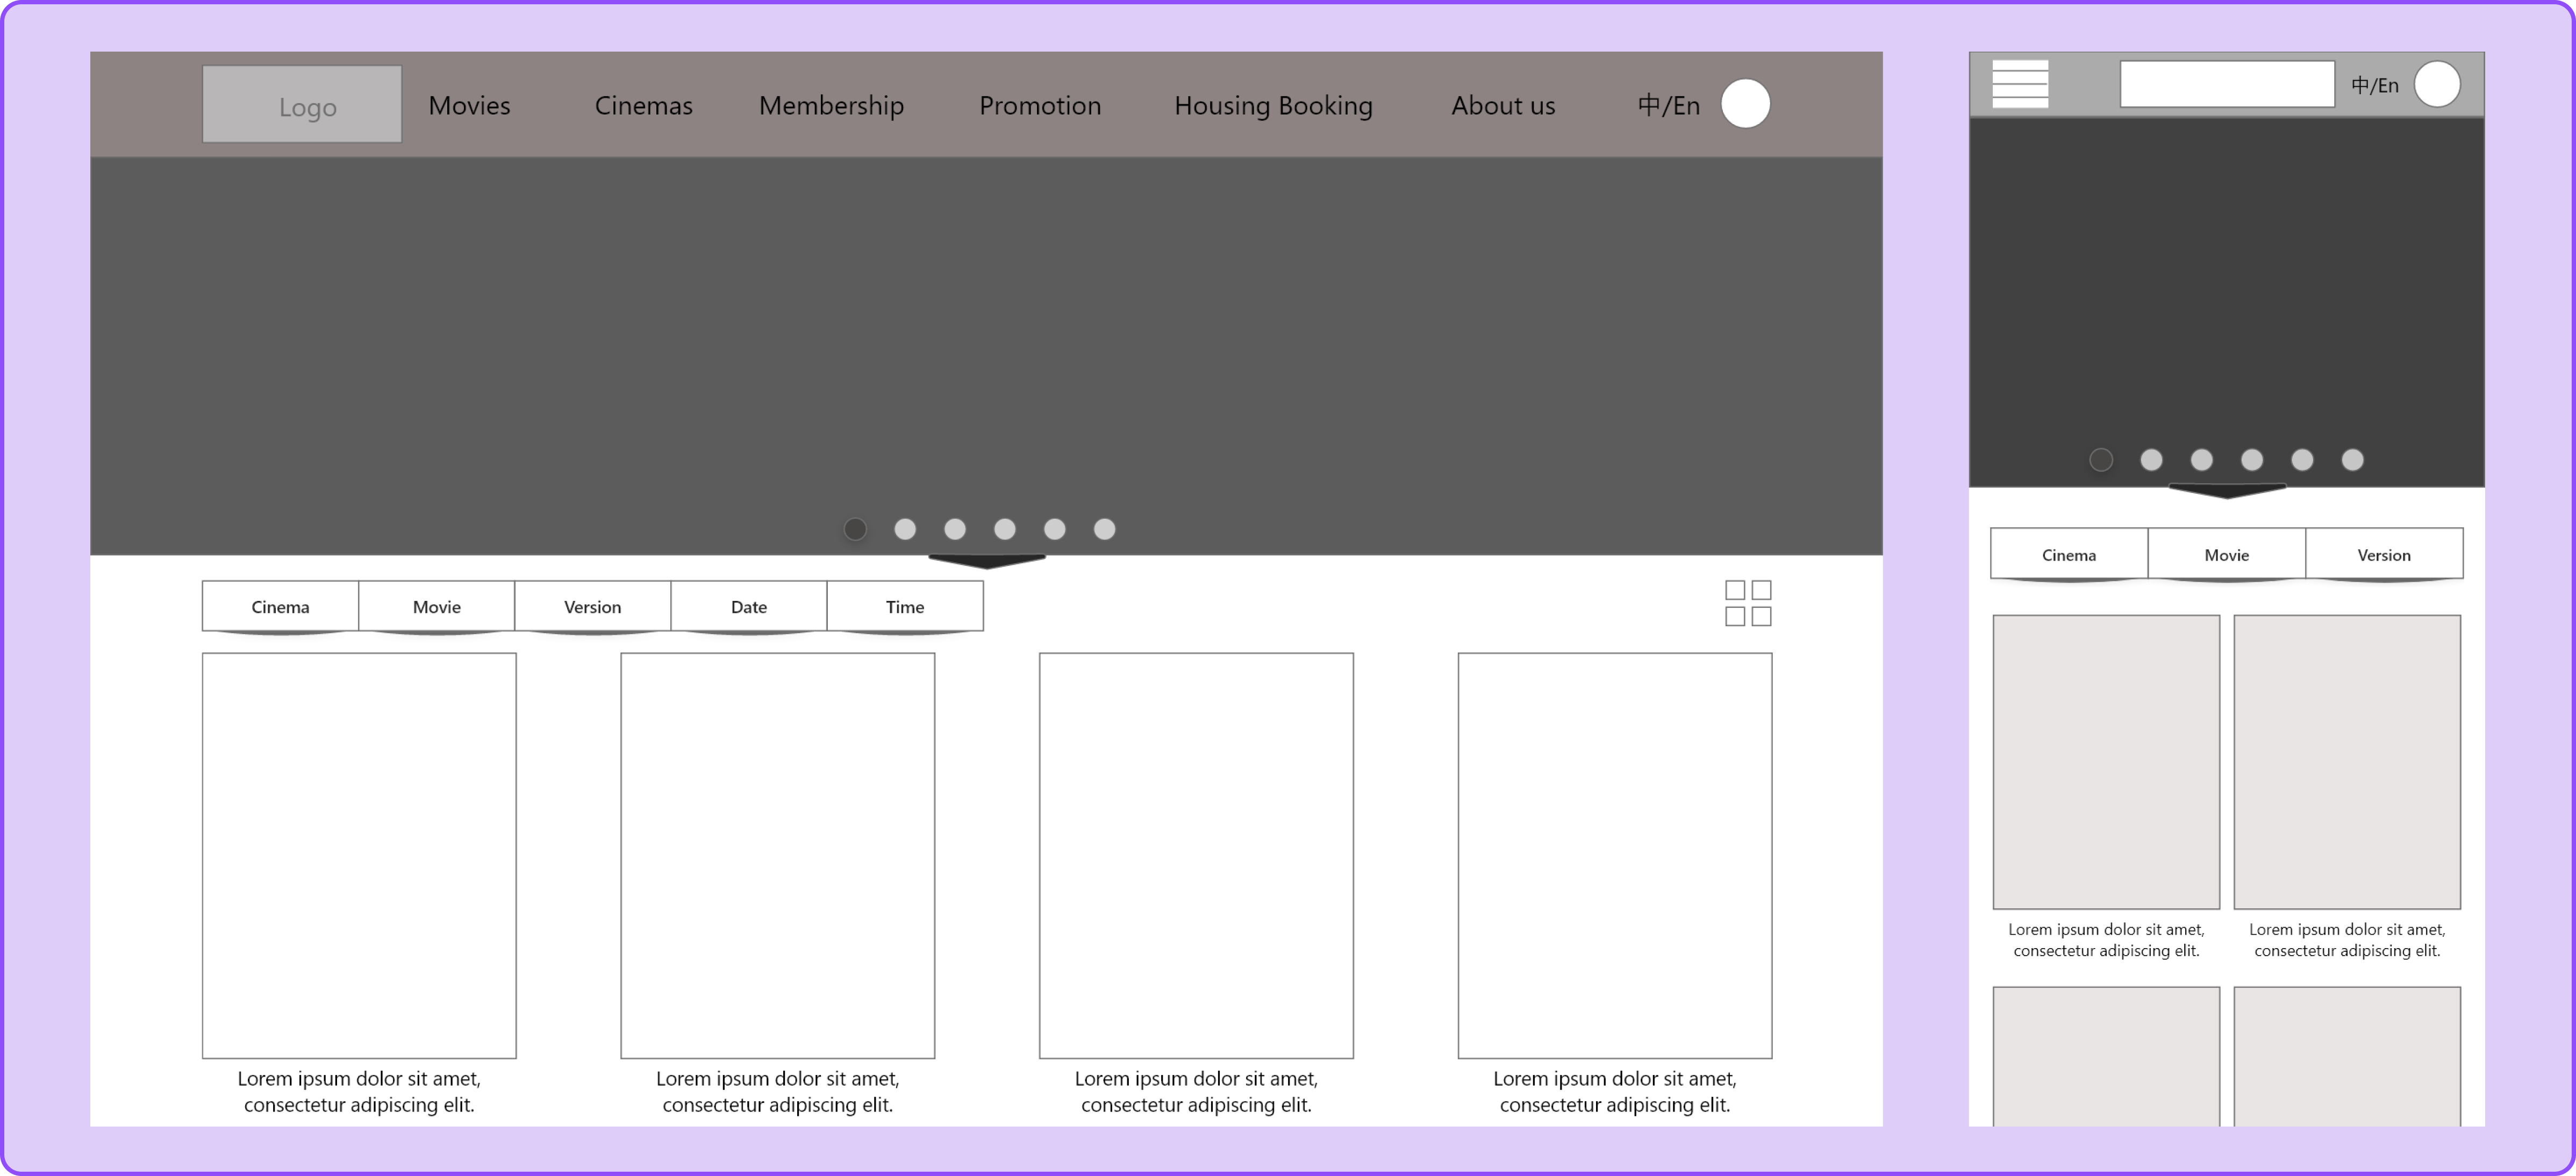 Logo
Movies
Cinemas
Membership
Promotion
Housing Booking
About us
中/En
Cinema
Movie
Version
Date
Time
Lorem ipsum dolor sit amet,
consectetur adipiscing elit.
Lorem ipsum dolor sit amet,
consectetur adipiscing elit.
Lorem ipsum dolor sit amet,
consectetur adipiscing elit.
Lorem ipsum dolor sit amet,
consectetur adipiscing elit.
中/En
Cinema
Movie
Version
Lorem ipsum dolor sit amet,
consectetur adipiscing elit.
Lorem ipsum dolor sit amet,
consectetur adipiscing elit.